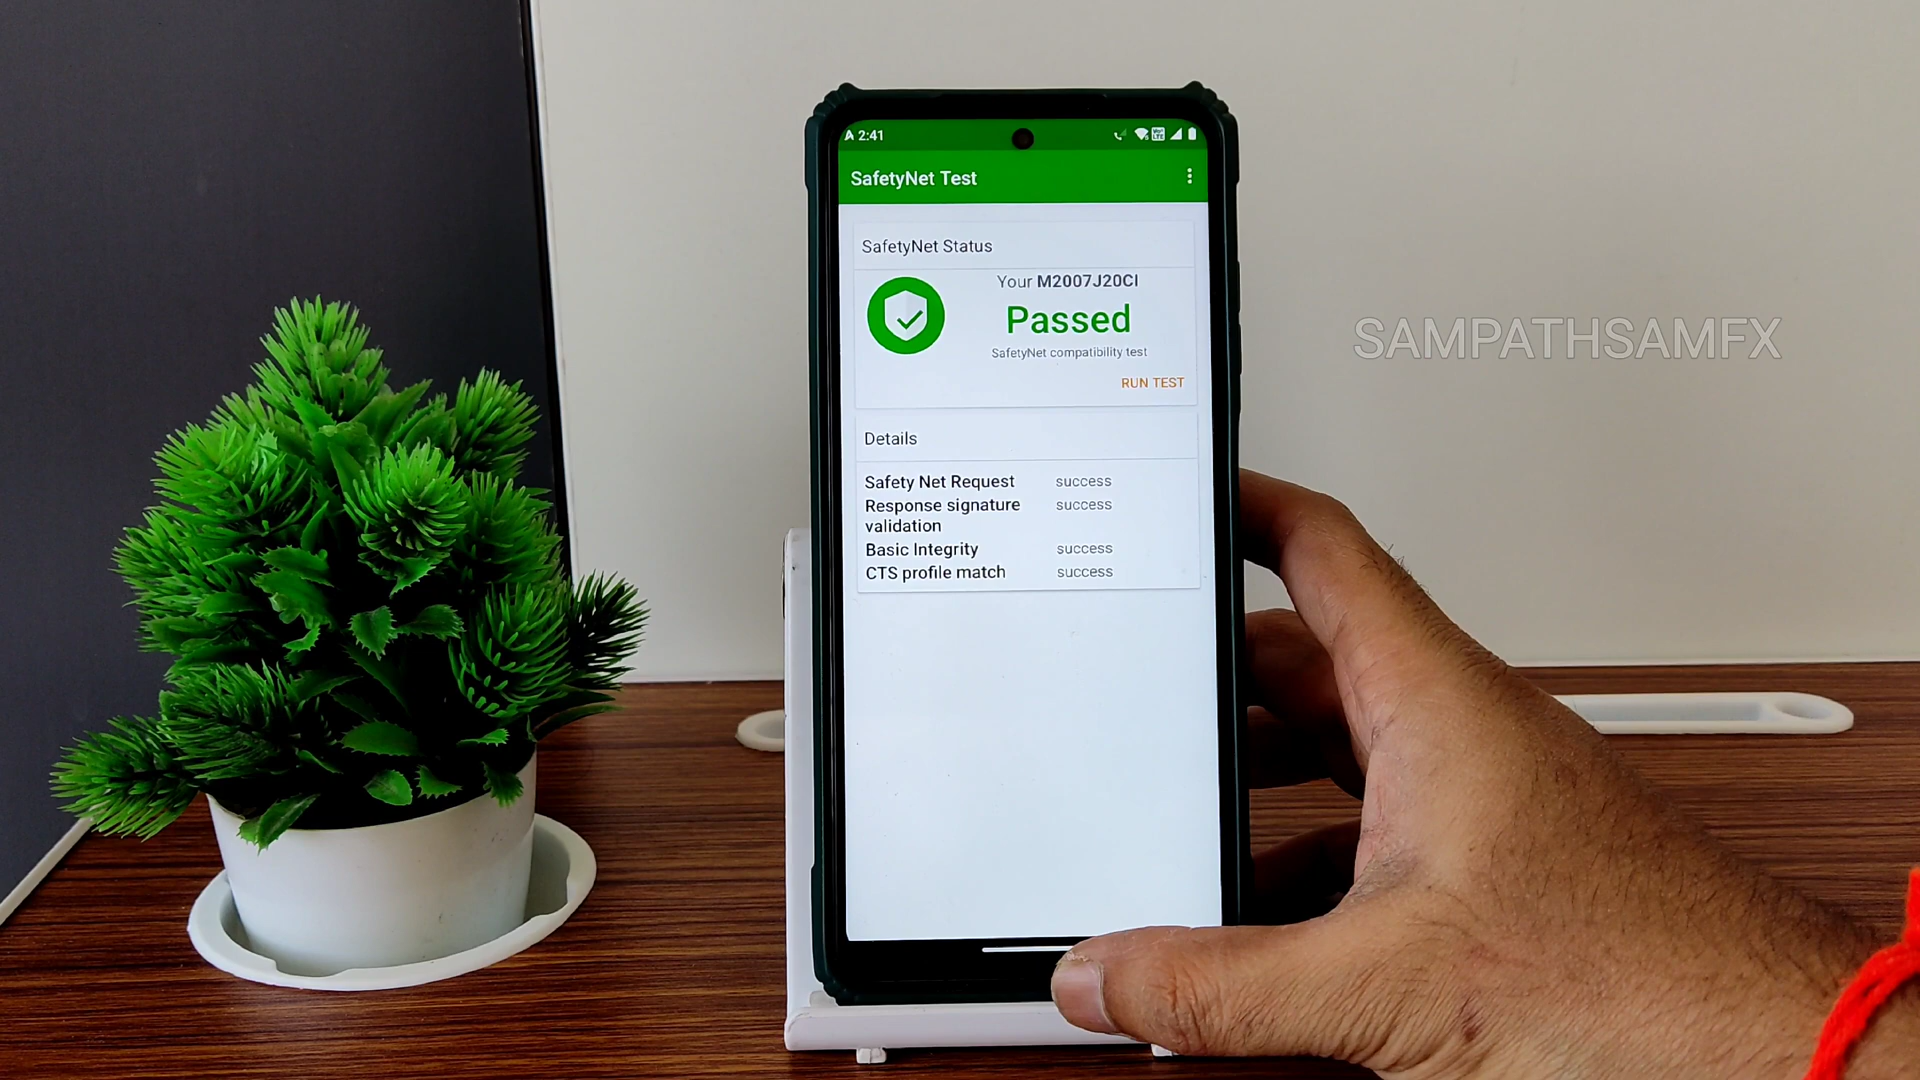 2:41
SafetyNet Test
SafetyNet Status
Your M2007J20CI
Passed
SafetyNet compatibility test
RUN TEST
SAMPATHSAMFX
Details
Safety Net Request success
Response signature success
validation
Basic Integrity success
CTS profile match success